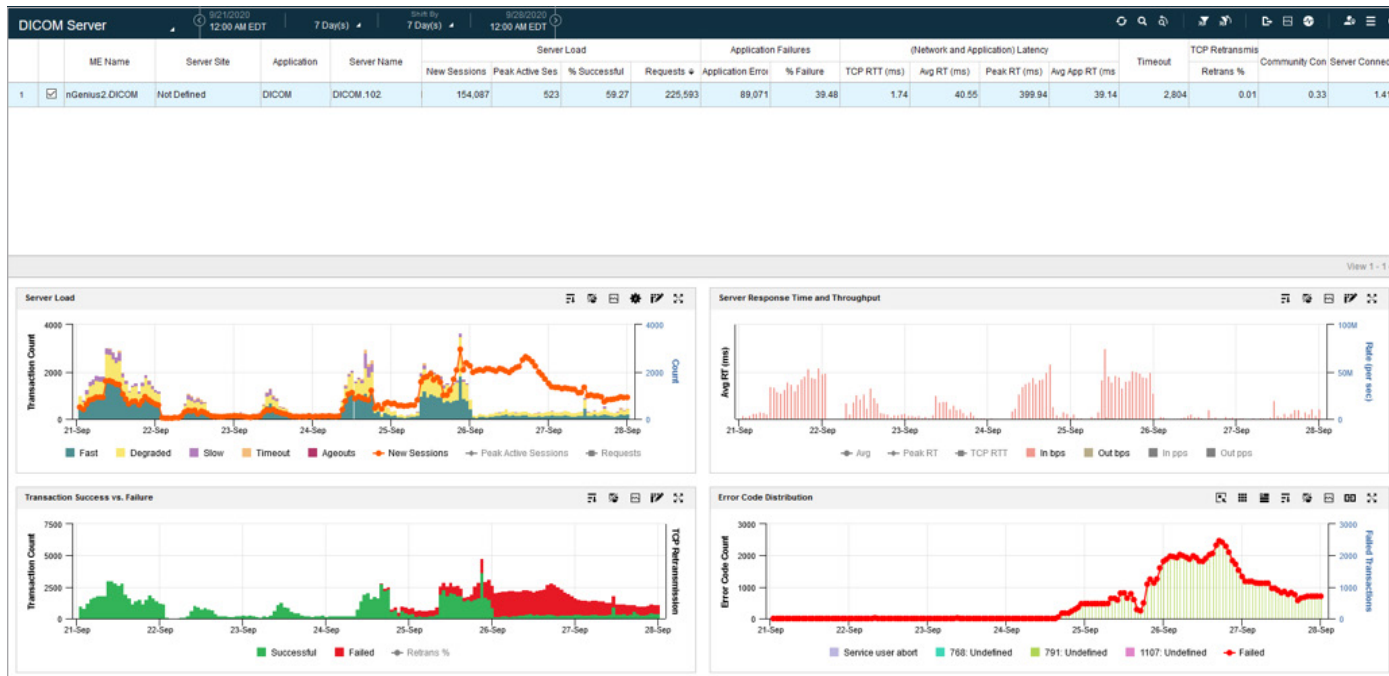 DICOM Server
9/21/2020
12:00 AM EDT
7 Day(s)
Shift By
7 Day(s)
9/28/2020
12:00 AM EDT
ME Name
Server Site
Application
Server Name
Server Load
Application Failures
(Network and Application) Latency
Timeout
TCP Retransmis
Community Con
Server Connec
New Sessions
Peak Active Ses
% Successful
Requests
Application Error
% Failure
TCP RTT (ms)
Avg RT (ms)
Peak RT (ms)
Avg App RT (ms
Retrans %
1 nGenius2.DICOM Not Defined DICOM DICOM.102 154,087 523 59.27 225,593 89,071 39.48 1.74 40.55 399.94 39.14 2,804 0.01 0.33 1.41
View 1 - 1
Server Load
Transaction Count
4000
2000
0
4000
2000
0
Count
21-Sep 22-Sep 23-Sep 24-Sep 25-Sep 26-Sep 27-Sep 28-Sep
Fast Degraded Slow Timeout Ageouts New Sessions Peak Active Sessions Requests
Server Response Time and Throughput
Avg RT (ms)
100M
50M
0
Rate (per sec)
21-Sep 22-Sep 23-Sep 24-Sep 25-Sep 26-Sep 27-Sep 28-Sep
Avg Peak RT TCP RTT In bps Out bps In pps Out pps
Transaction Success vs. Failure
Transaction Count
7500
5000
2500
0
TCP Retransmission
21-Sep 22-Sep 23-Sep 24-Sep 25-Sep 26-Sep 27-Sep 28-Sep
Successful Failed Retrans %
Error Code Distribution
Error Code Count
3000
2000
1000
0
3000
2000
1000
0
Failed Transactions
21-Sep 22-Sep 23-Sep 24-Sep 25-Sep 26-Sep 27-Sep 28-Sep
Service user abort 768: Undefined 791: Undefined 1107: Undefined Failed